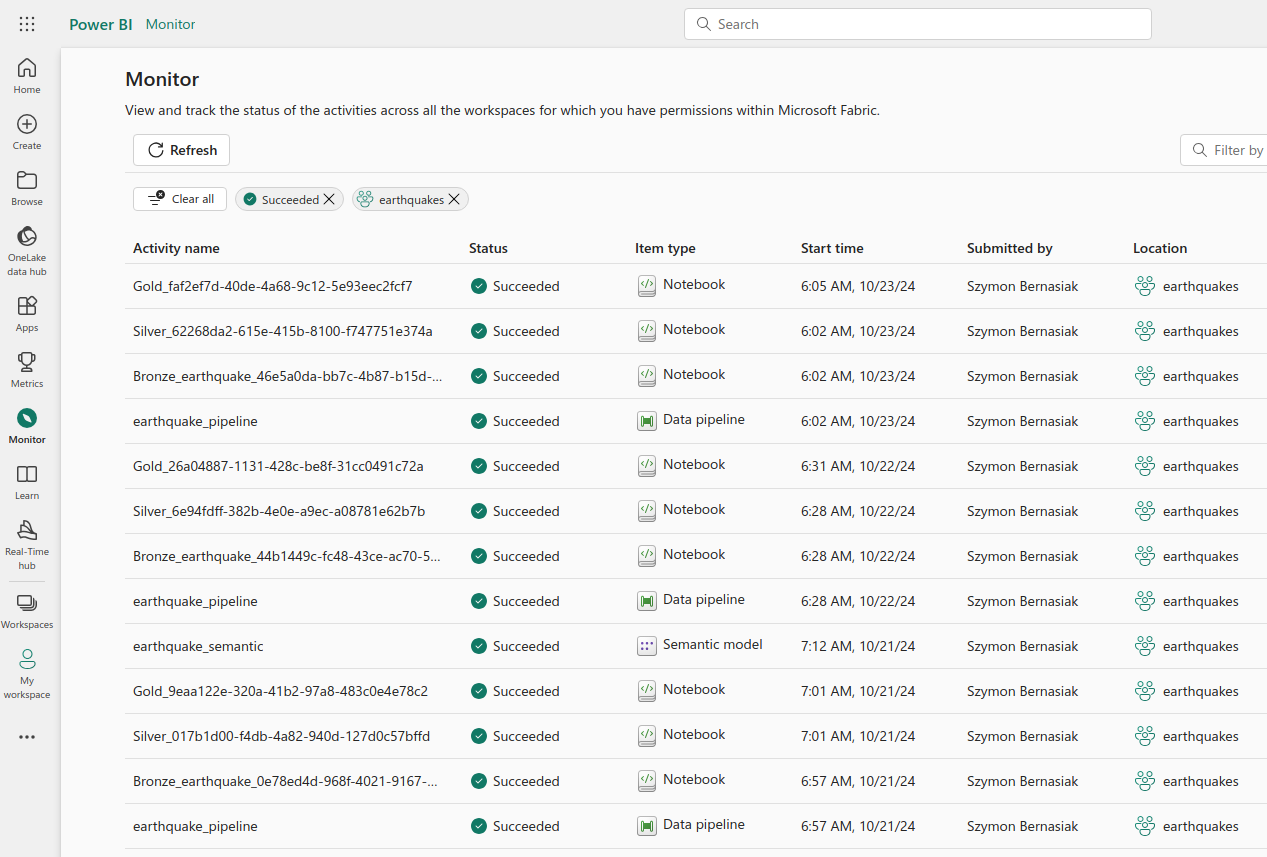 Power BI Monitor
Search
Home
Create
Browse
OneLake
data hub
Apps
Metrics
Monitor
Learn
Real-Time
hub
Workspaces
My
workspace
Monitor
View and track the status of the activities across all the workspaces for which you have permissions within Microsoft Fabric.
Refresh
Filter by
Clear all Succeeded earthquakes
Activity name Status Item type Start time Submitted by Location
Gold_faf2ef7d-40de-4a68-9c12-5e93eec2fcf7 Succeeded Notebook 6:05 AM, 10/23/24 Szymon Bernasiak earthquakes
Silver_62268da2-615e-415b-8100-f747751e374a Succeeded Notebook 6:02 AM, 10/23/24 Szymon Bernasiak earthquakes
Bronze_earthquake_46e5a0da-bb7c-4b87-b15d-... Succeeded Notebook 6:02 AM, 10/23/24 Szymon Bernasiak earthquakes
earthquake_pipeline Succeeded Data pipeline 6:02 AM, 10/23/24 Szymon Bernasiak earthquakes
Gold_26a04887-1131-428c-be8f-31cc0491c72a Succeeded Notebook 6:31 AM, 10/22/24 Szymon Bernasiak earthquakes
Silver_6e94fdff-382b-4e0e-a9ec-a08781e62b7b Succeeded Notebook 6:28 AM, 10/22/24 Szymon Bernasiak earthquakes
Bronze_earthquake_44b1449c-fc48-43ce-ac70-5... Succeeded Notebook 6:28 AM, 10/22/24 Szymon Bernasiak earthquakes
earthquake_pipeline Succeeded Data pipeline 6:28 AM, 10/22/24 Szymon Bernasiak earthquakes
earthquake_semantic Succeeded Semantic model 7:12 AM, 10/21/24 Szymon Bernasiak earthquakes
Gold_9eaa122e-320a-41b2-97a8-483c0e4e78c2 Succeeded Notebook 7:01 AM, 10/21/24 Szymon Bernasiak earthquakes
Silver_017b1d00-f4db-4a82-940d-127d0c57bffd Succeeded Notebook 7:01 AM, 10/21/24 Szymon Bernasiak earthquakes
Bronze_earthquake_0e78ed4d-968f-4021-9167-... Succeeded Notebook 6:57 AM, 10/21/24 Szymon Bernasiak earthquakes
earthquake_pipeline Succeeded Data pipeline 6:57 AM, 10/21/24 Szymon Bernasiak earthquakes